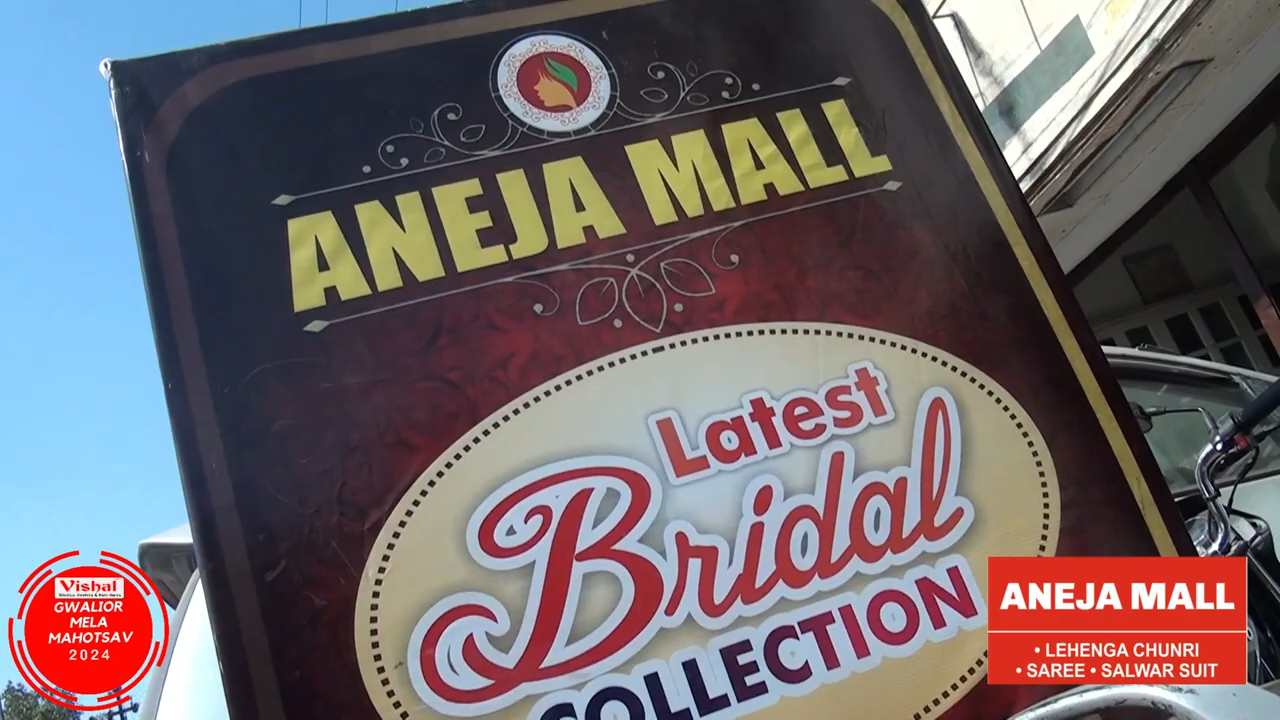 ANEJA MALL
Latest
Bridal
COLLECTION
Vishal
GWALIOR
MELA
MAHOTSAV
2024
ANEJA MALL
• LEHENGA CHUNRI
• SAREE • SALWAR SUIT